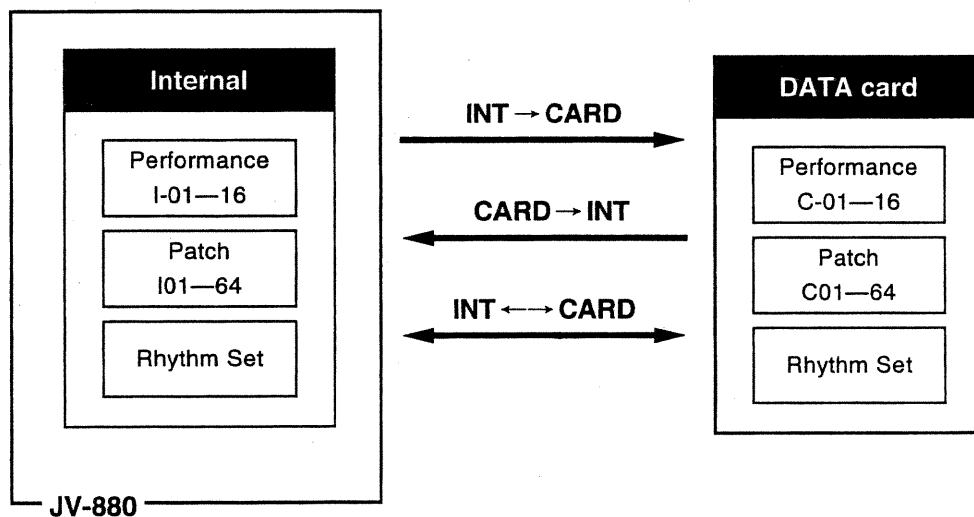 Internal
Performance
I-01—16
Patch
I01—64
Rhythm Set
JV-880
INT → CARD
CARD → INT
INT ←→ CARD
DATA card
Performance
C-01—16
Patch
C01—64
Rhythm Set